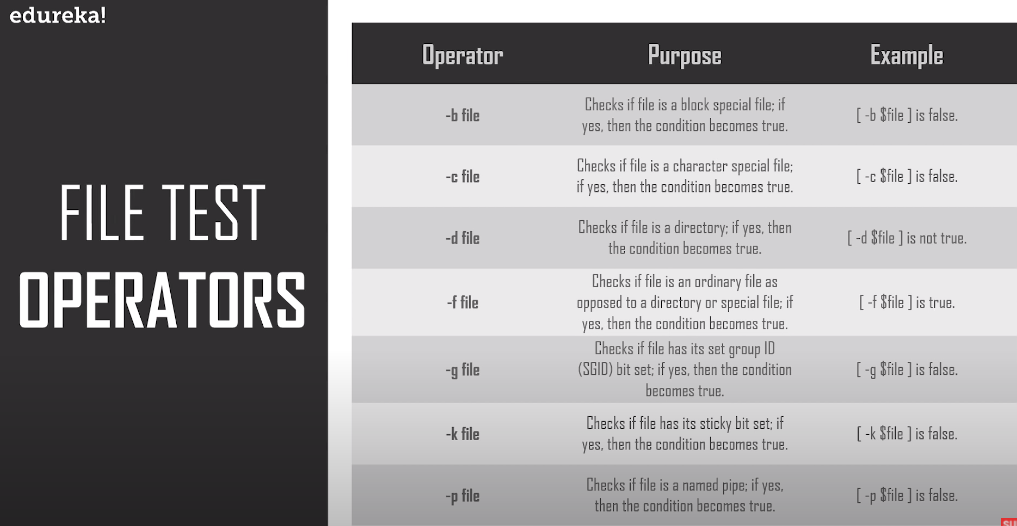 edureka!
FILE TEST
OPERATORS
Operator Purpose Example
-b file
Checks if file is a block special file; if
yes, then the condition becomes true.
[ -b $file ] is false.
-c file
Checks if file is a character special file;
if yes, then the condition becomes true.
[ -c $file ] is false.
-d file
Checks if file is a directory; if yes, then
the condition becomes true.
[ -d $file ] is not true.
-f file
Checks if file is an ordinary file as
opposed to a directory or special file; if
yes, then the condition becomes true.
[ -f $file ] is true.
-g file
Checks if file has its set group ID
(SGID) bit set; if yes, then the condition
becomes true.
[ -g $file ] is false.
-k file
Checks if file has its sticky bit set; if
yes, then the condition becomes true.
[ -k $file ] is false.
-p file
Checks if file is a named pipe; if yes,
then the condition becomes true.
[ -p $file ] is false.